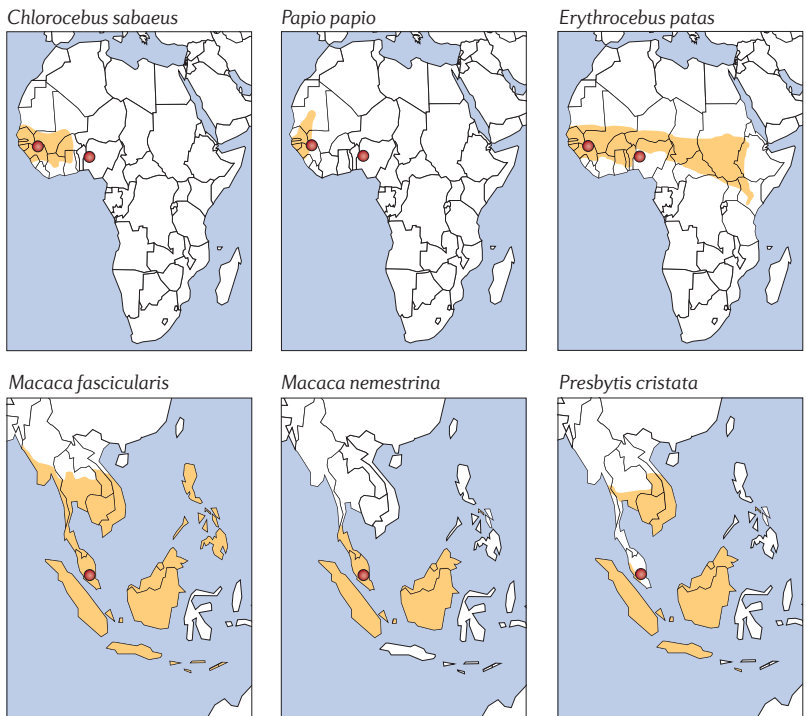 Chlorocebus sabaeus
Papio papio
Erythrocebus patas
Macaca fascicularis
Macaca nemestrina
Presbytis cristata